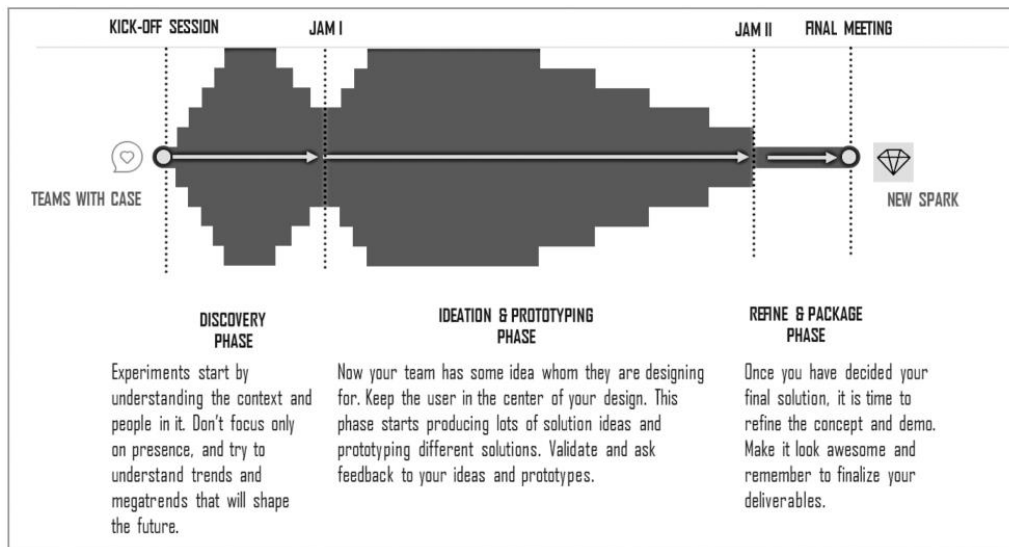 KICK-OFF SESSION
JAM I
JAM II
FINAL MEETING
TEAMS WITH CASE
NEW SPARK
DISCOVERY
PHASE
Experiments start by
understanding the context and
people in it. Don't focus only
on presence, and try to
understand trends and
megatrends that will shape
the future.
IDEATION & PROTOTYPING
PHASE
Now your team has some idea whom they are designing
for. Keep the user in the center of your design. This
phase starts producing lots of solution ideas and
prototyping different solutions. Validate and ask
feedback to your ideas and prototypes.
REFINE & PACKAGE
PHASE
Once you have decided your
final solution, it is time to
refine the concept and demo.
Make it look awesome and
remember to finalize your
deliverables.